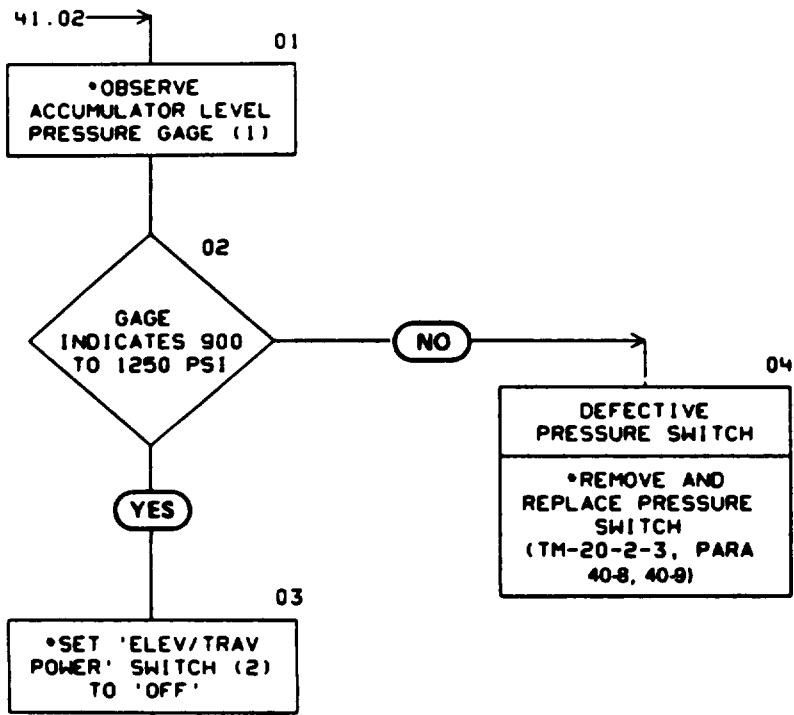 41.02
01
*OBSERVE
ACCUMULATOR LEVEL
PRESSURE GAGE (1)
02
GAGE
INDICATES 900
TO 1250 PSI
NO
04
DEFECTIVE
PRESSURE SWITCH
*REMOVE AND
REPLACE PRESSURE
SWITCH
(TM-20-2-3, PARA
40-8, 40-9)
YES
03
*SET 'ELEV/TRAV
POWER' SWITCH (2)
TO 'OFF'